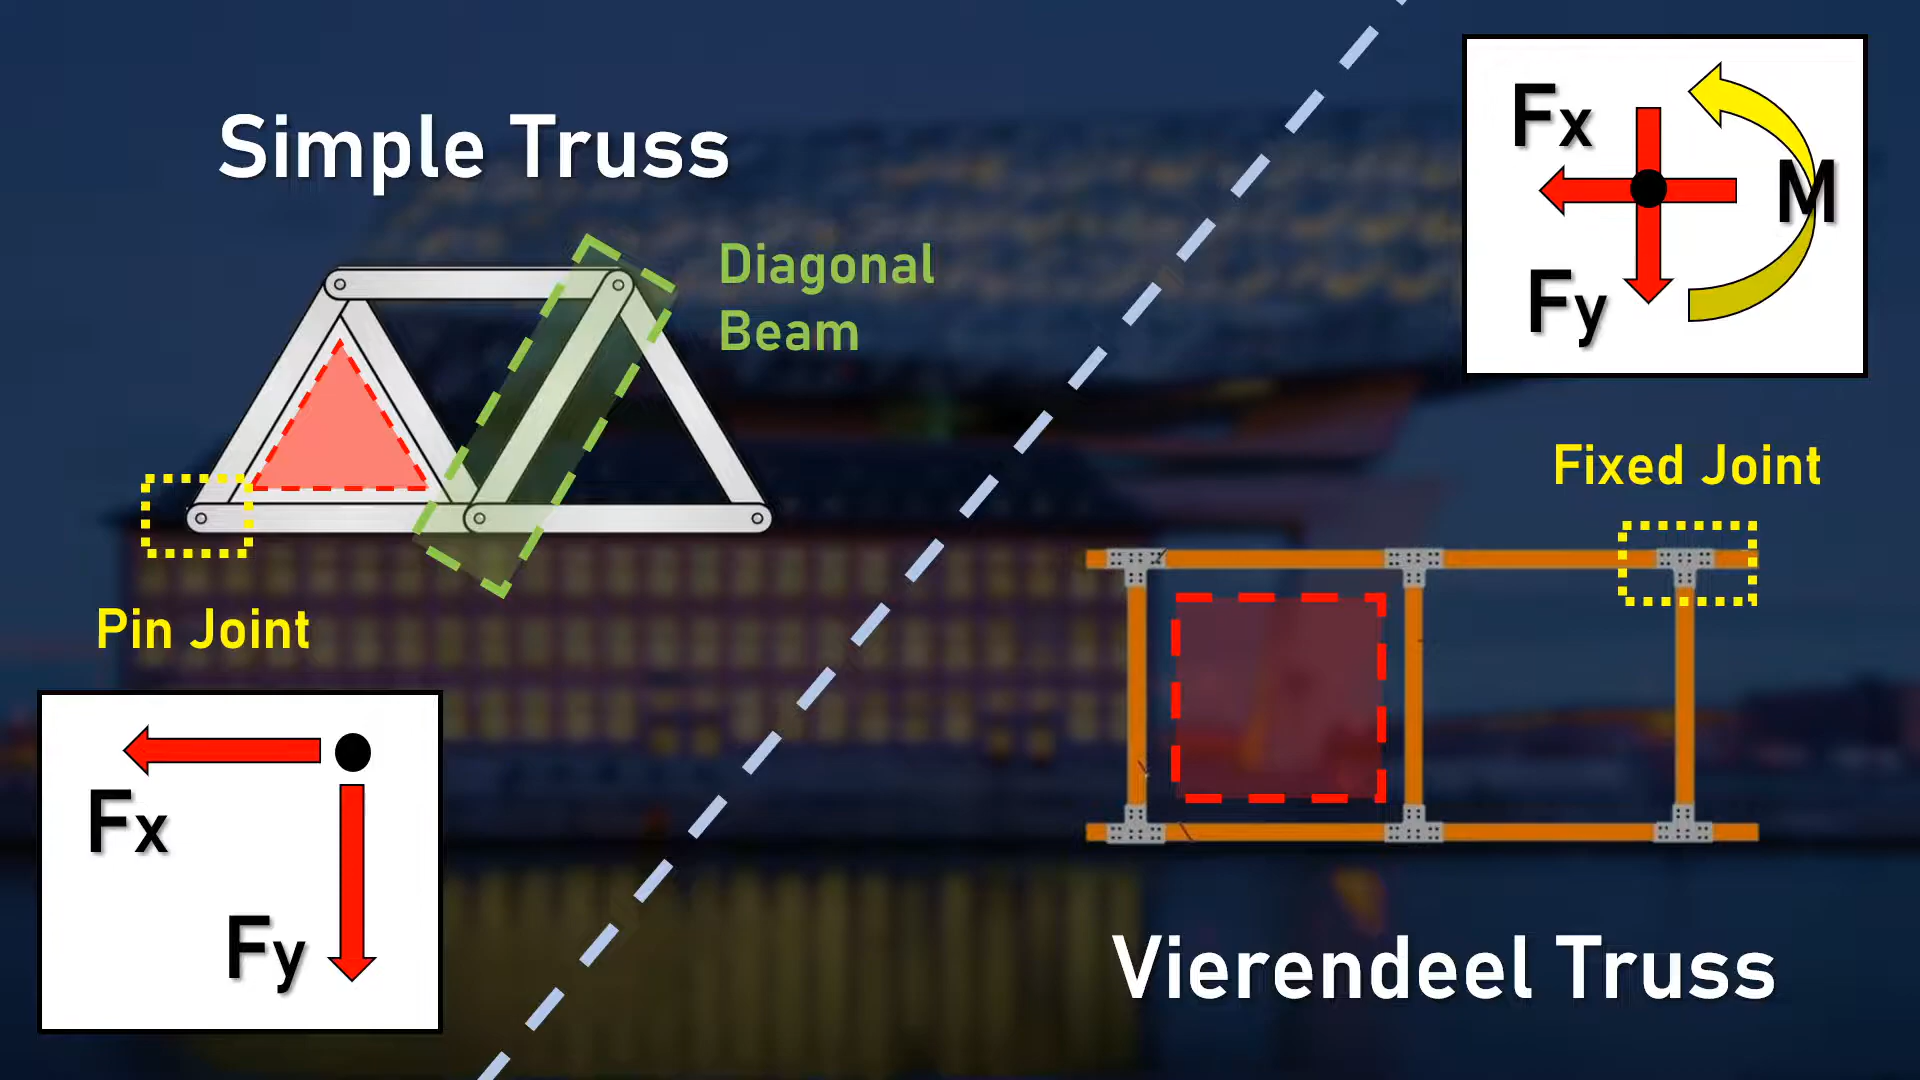 Simple Truss
Diagonal
Beam
Pin Joint
Fx
Fy
Fx
M
Fy
Fixed Joint
Vierendeel Truss